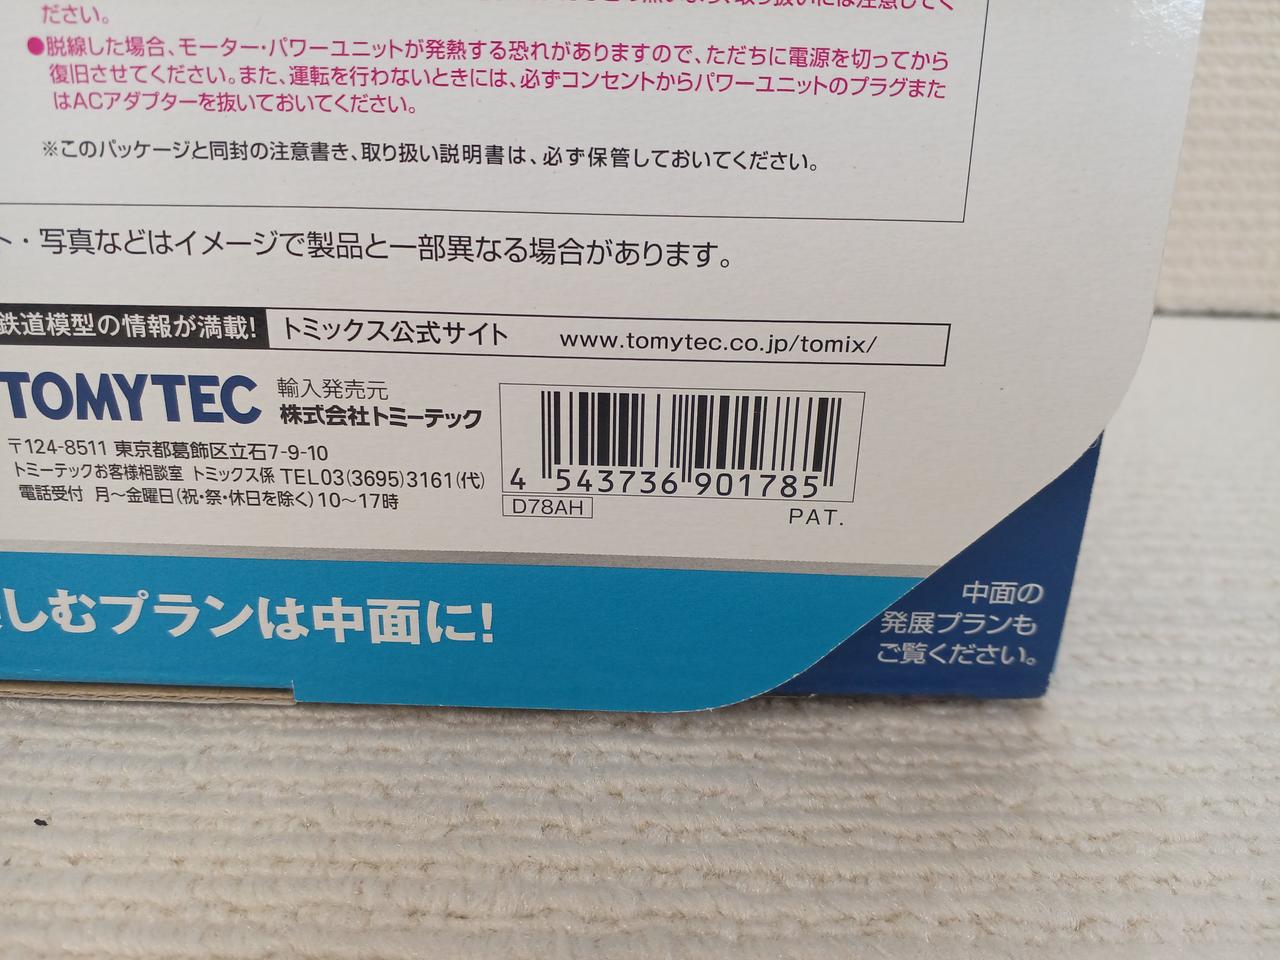 ださい。
●脱線した場合、モーター・パワーユニットが発熱する恐れがありますので、ただちに電源を切ってから
復旧させてください。また、運転を行わないときには、必ずコンセントからパワーユニットのプラグまた
はACアダプターを抜いておいてください。
※このパッケージと同封の注意書き、取り扱い説明書は、必ず保管しておいてください。
ト・写真などはイメージで製品と一部異なる場合があります。
鉄道模型の情報が満載! トミックス公式サイト www.tomytec.co.jp/tomix/
TOMYTEC 輸入発売元
株式会社トミーテック
〒124-8511 東京都葛飾区立石7-9-10
トミーテックお客様相談室 トミックス係 TEL03(3695)3161(代)
電話受付 月～金曜日(祝・祭・休日を除く)10～17時
4 543736 901785
D78AH
PAT.
しむプランは中面に!
中面の
発展プランも
ご覧ください。